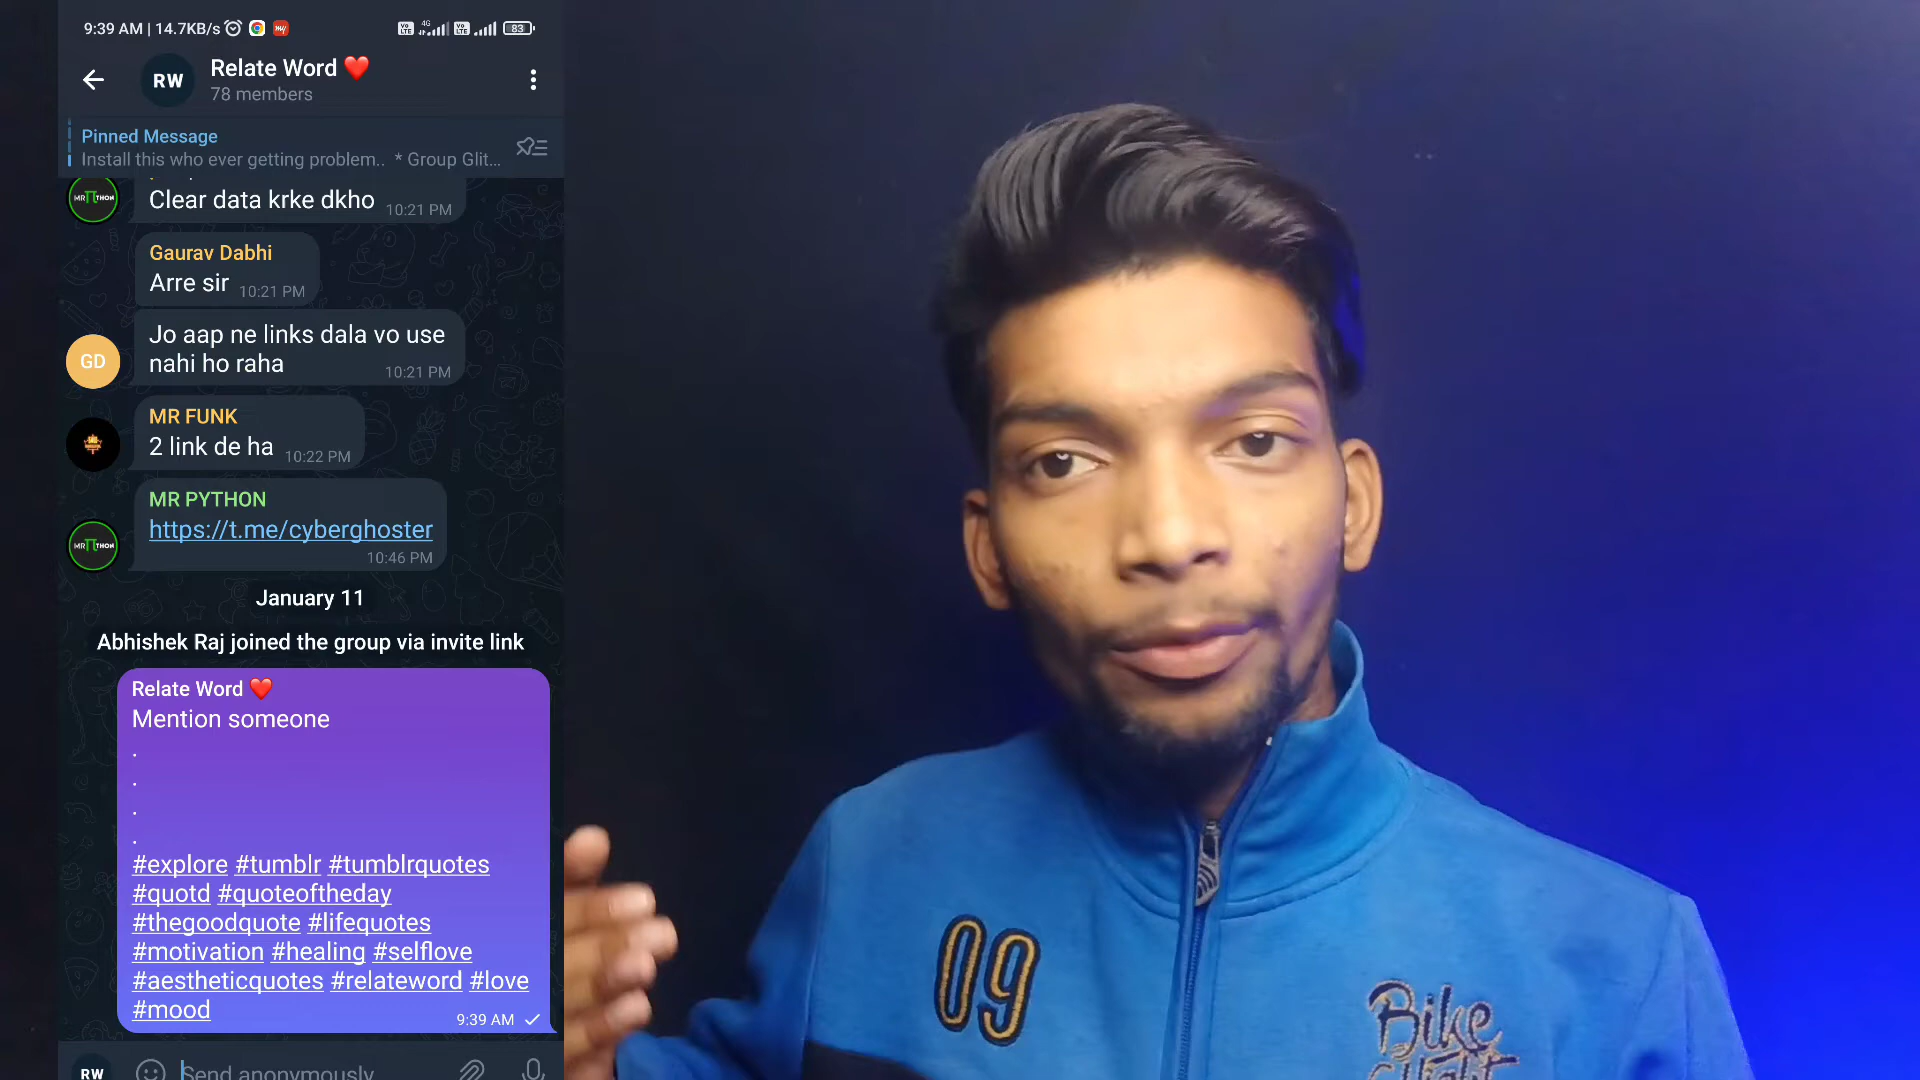 9:39 AM | 14.7KB/s
4G
83
RW
Relate Word ❤️
78 members
Pinned Message
Install this who ever getting problem.. * Group Glit...
Clear data krke dkho 10:21 PM
Gaurav Dabhi
Arre sir 10:21 PM
Jo aap ne links dala vo use
nahi ho raha 10:21 PM
GD
MR FUNK
2 link de ha 10:22 PM
MR PYTHON
https://t.me/cyberghoster
10:46 PM
January 11
Abhishek Raj joined the group via invite link
Relate Word ❤️
Mention someone
.
.
.
.
#explore #tumblr #tumblrquotes
#quotd #quoteoftheday
#thegoodquote #lifequotes
#motivation #healing #selflove
#aestheticquotes #relateword #love
#mood
9:39 AM
RW
Send anonymously
09
Bike